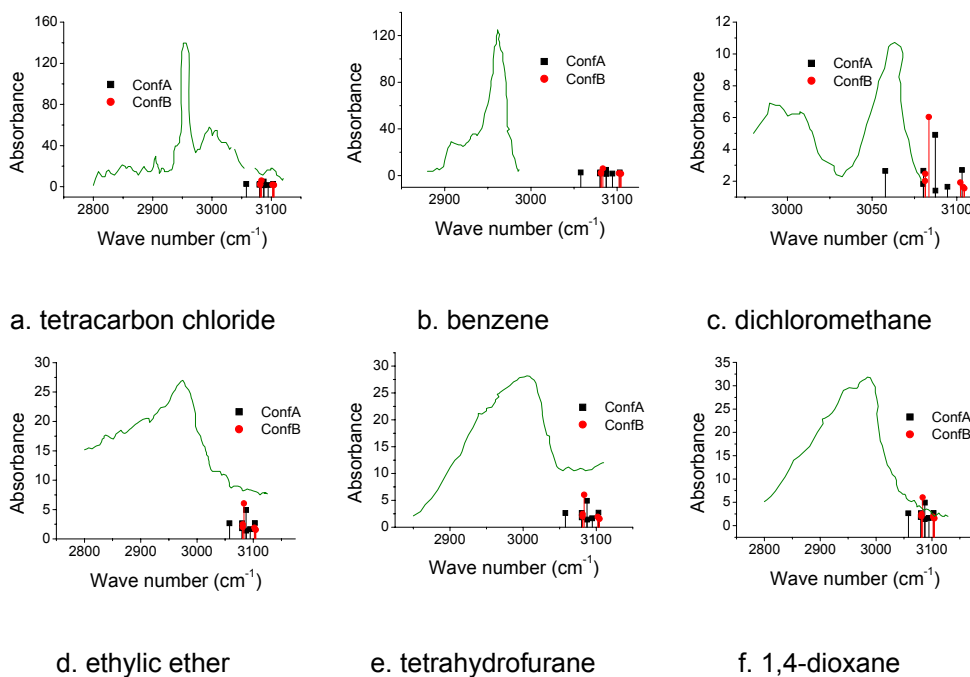 160
120
80
40
0
Absorbance
ConfA
ConfB
2800 2900 3000 3100
Wave number (cm⁻¹)
120
80
40
0
Absorbance
ConfA
ConfB
2900 3000 3100
Wave number (cm⁻¹)
12
10
8
6
4
2
Absorbance
ConfA
ConfB
3000 3050 3100
Wave number (cm⁻¹)
a. tetracarbon chloride
b. benzene
c. dichloromethane
30
25
20
15
10
5
0
Absorbance
ConfA
ConfB
2800 2900 3000 3100
Wave number (cm⁻¹)
30
25
20
15
10
5
0
Absorbance
ConfA
ConfB
2900 3000 3100
Wave number (cm⁻¹)
35
30
25
20
15
10
5
0
Absorbance
ConfA
ConfB
2800 2900 3000 3100
Wave number (cm⁻¹)
d. ethylic ether
e. tetrahydrofurane
f. 1,4-dioxane